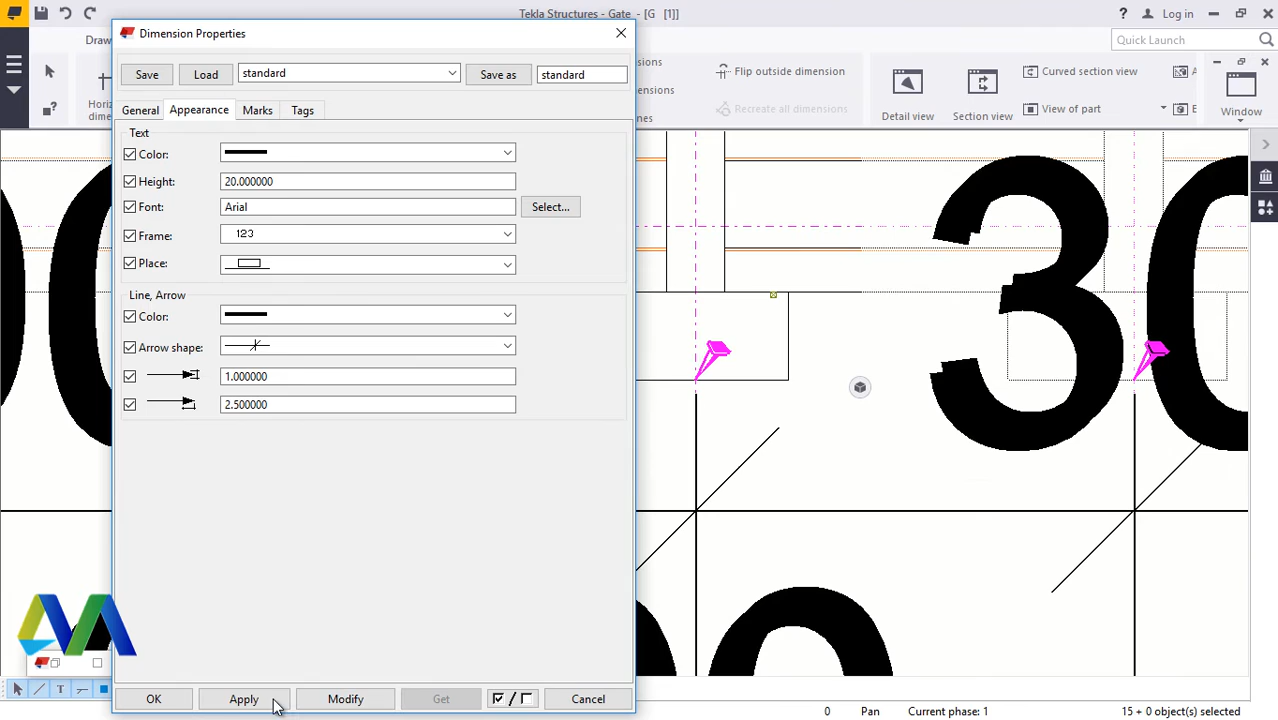 Tekla Structures - Gate - [G [1]]
Log in
Dimension Properties
Draw
Quick Launch
Save
Load
standard
Save as
standard
General
Appearance
Marks
Tags
Text
Color:
Height:
20.000000
Font:
Arial
Select...
Frame:
123
Place:
Line, Arrow
Color:
Arrow shape:
1.000000
2.500000
OK
Apply
Modify
Get
/
Cancel
Flip outside dimension
Recreate all dimensions
Detail view
Section view
Curved section view
View of part
Window
Horiz
30
0
Pan
Current phase: 1
15 + 0 object(s) selected